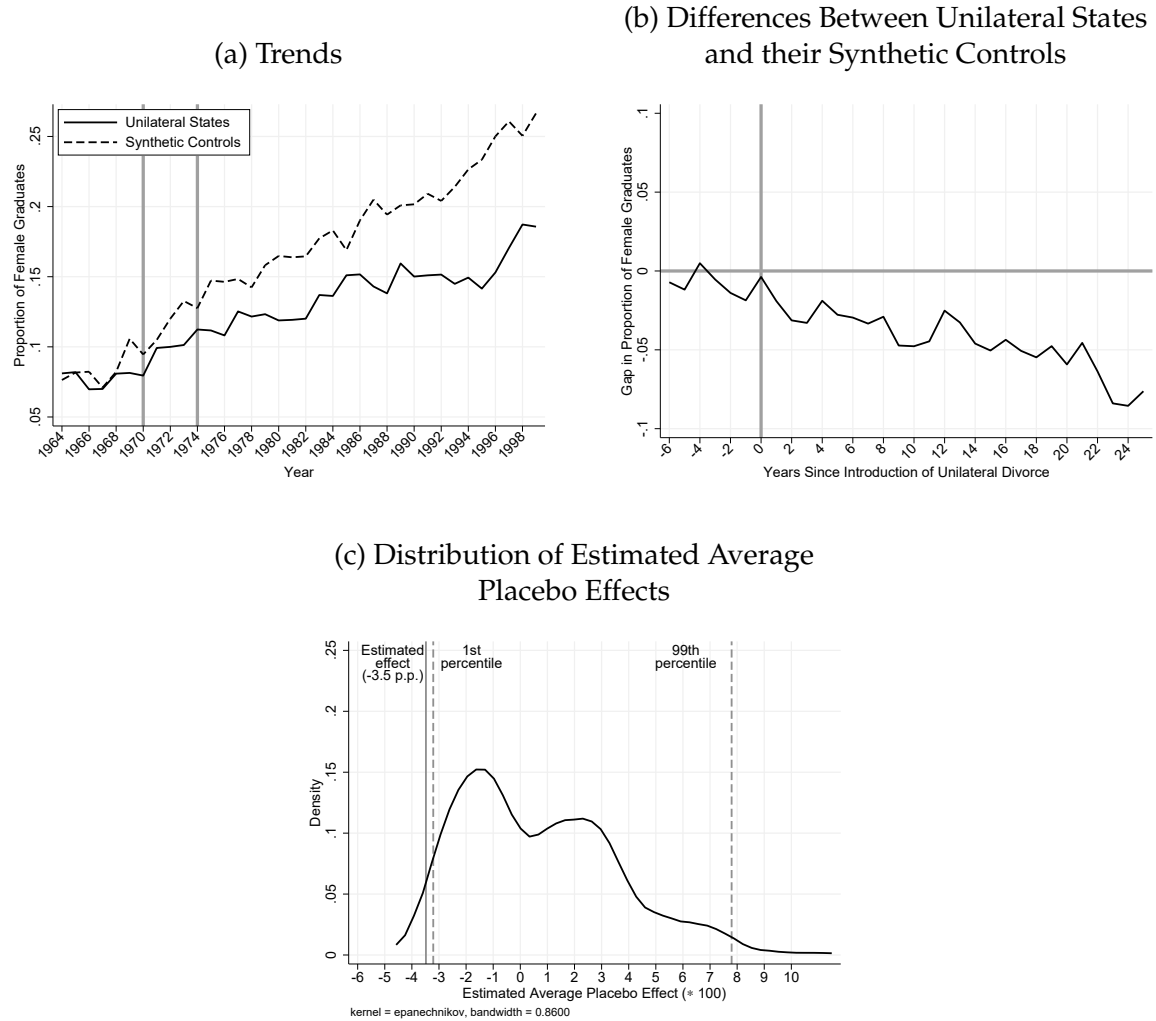 (a) Trends
Unilateral States
Synthetic Controls
Proportion of Female Graduates
.25
.2
.15
.1
.05
1964
1966
1968
1970
1972
1974
1976
1978
1980
1982
1984
1986
1988
1990
1992
1994
1996
1998
Year
(b) Differences Between Unilateral States
and their Synthetic Controls
Gap in Proportion of Female Graduates
.1
.05
0
-.05
-.1
-6
-4
-2
0
2
4
6
8
10
12
14
16
18
20
22
24
Years Since Introduction of Unilateral Divorce
(c) Distribution of Estimated Average
Placebo Effects
Estimated
effect
(-3.5 p.p.)
1st
percentile
99th
percentile
Density
.25
.2
.15
.1
.05
0
-6 -5 -4 -3 -2 -1 0 1 2 3 4 5 6 7 8 9 10
Estimated Average Placebo Effect (* 100)
kernel = epanechnikov, bandwidth = 0.8600